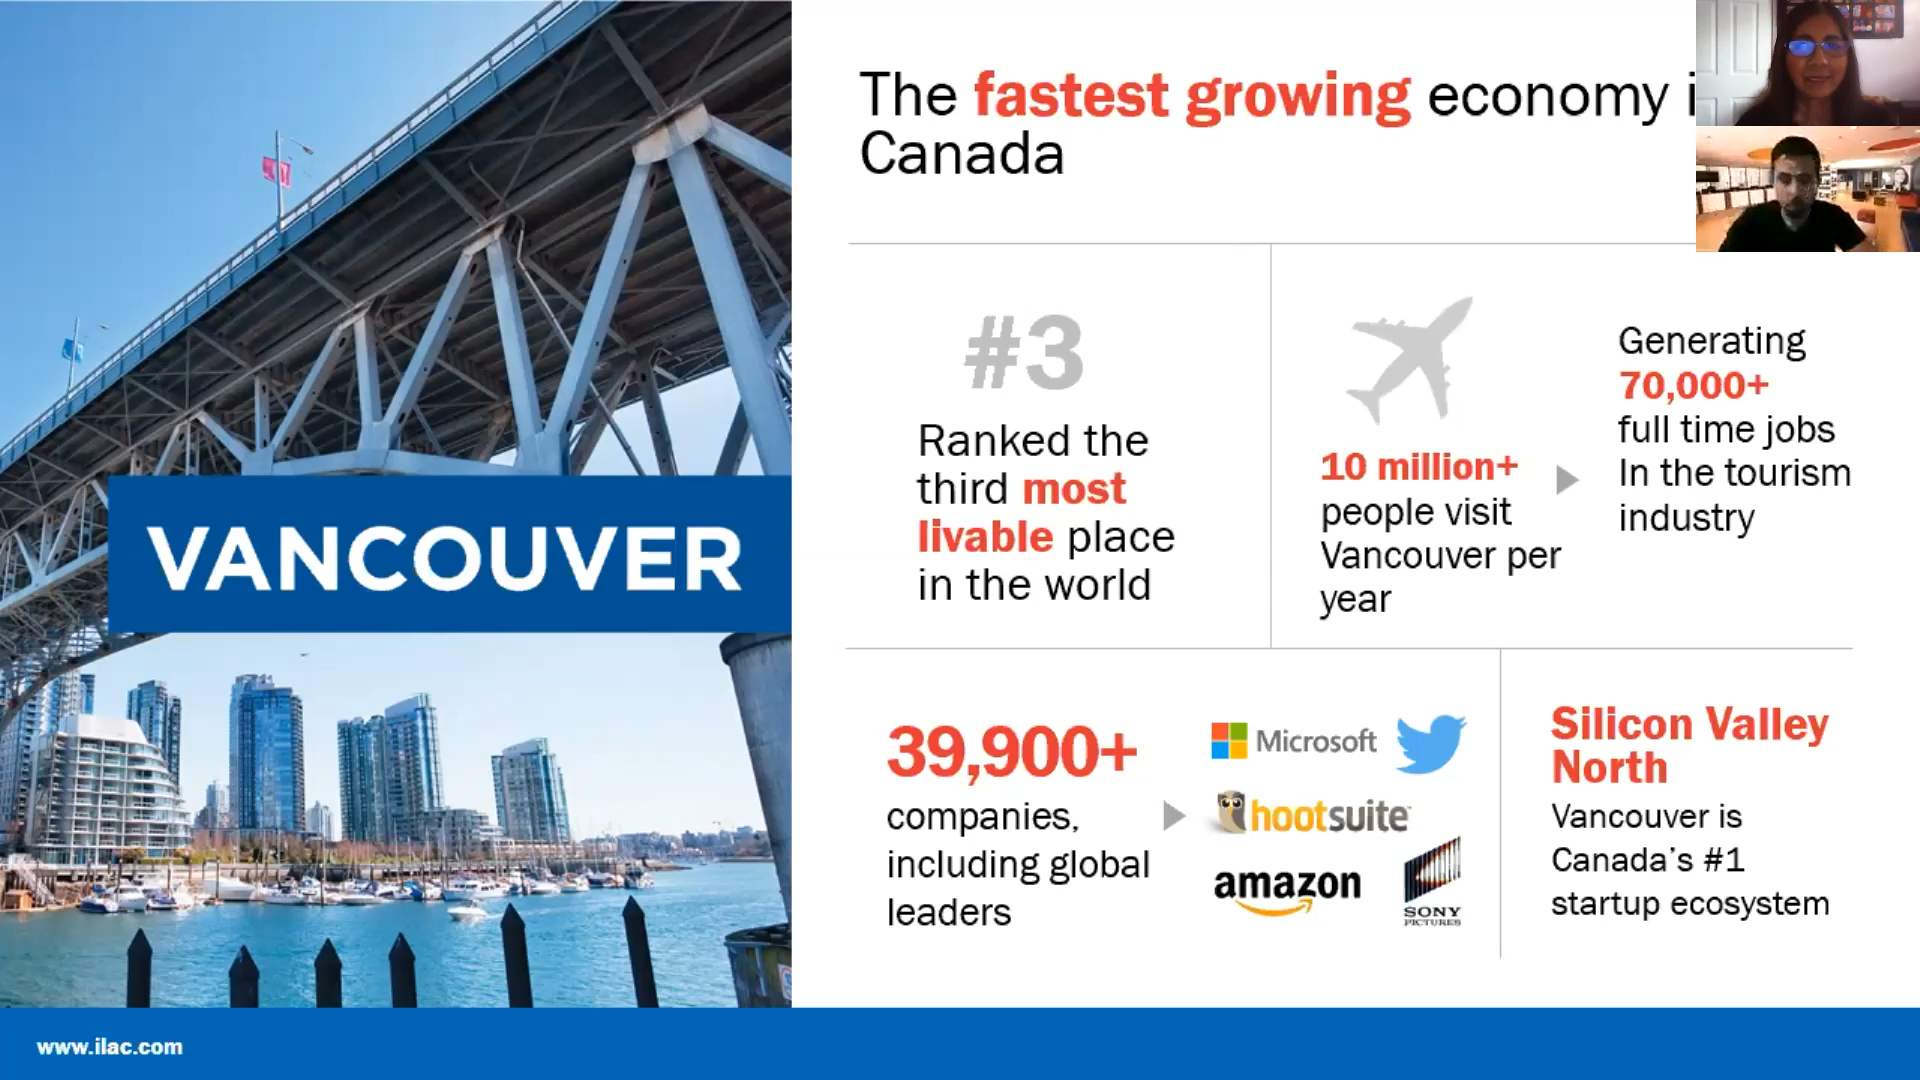 The fastest growing economy i
Canada
VANCOUVER
#3
Ranked the
third most
livable place
in the world
10 million+
people visit
Vancouver per
year
Generating
70,000+
full time jobs
In the tourism
industry
39,900+
companies,
including global
leaders
Microsoft
hootsuite
amazon
SONY
PICTURES
Silicon Valley
North
Vancouver is
Canada's #1
startup ecosystem
www.ilac.com